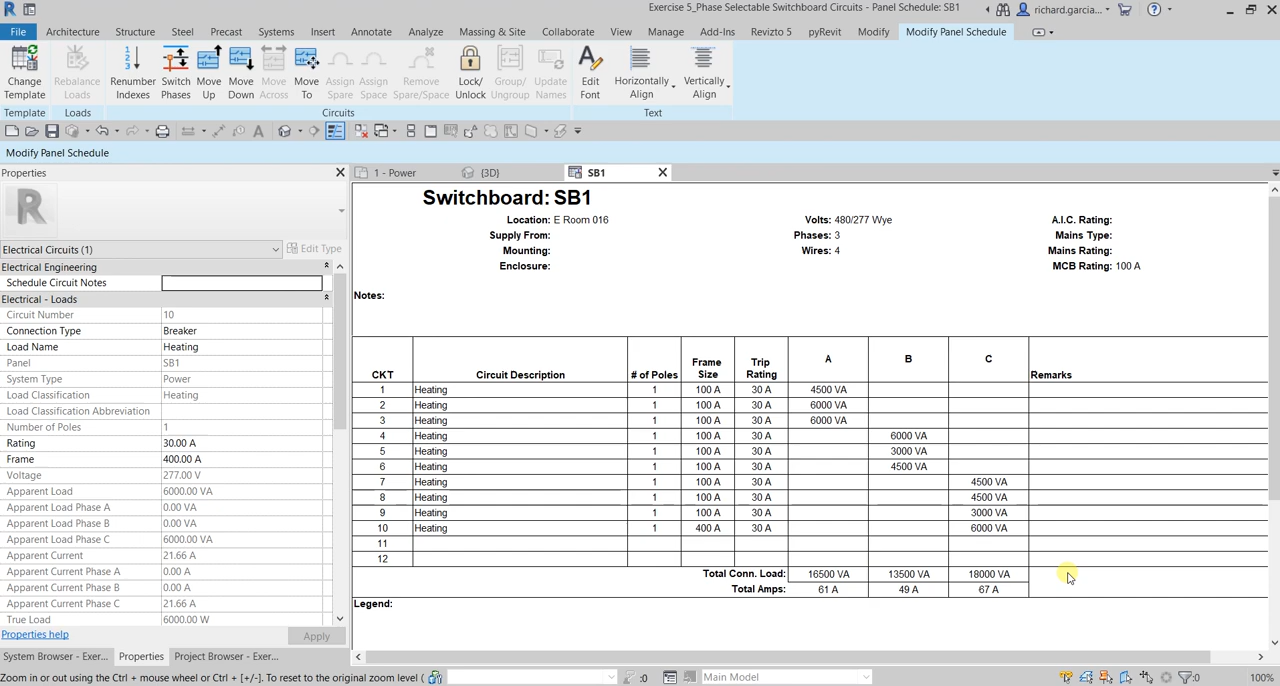 Exercise 5_Phase Selectable Switchboard Circuits - Panel Schedule: SB1
richard.garcia...
File Architecture Structure Steel Precast Systems Insert Annotate Analyze Massing & Site Collaborate View Manage Add-Ins Revizto 5 pyRevit Modify Modify Panel Schedule
Change Rebalance Renumber Switch Move Move Move Move Assign Assign Remove Lock/ Group/ Update Edit Horizontally Vertically
Template Loads Indexes Phases Up Down Across To Spare Space Spare/Space Unlock Ungroup Names Font Align Align
Template Loads Circuits Text
Modify Panel Schedule
Properties 1 - Power {3D} SB1
Switchboard: SB1
Location: E Room 016 Volts: 480/277 Wye A.I.C. Rating:
Supply From: Phases: 3 Mains Type:
Mounting: Wires: 4 Mains Rating:
Enclosure: MCB Rating: 100 A
Notes:
CKT Circuit Description # of Poles Frame Size Trip Rating A B C Remarks
1 Heating 1 100 A 30 A 4500 VA
2 Heating 1 100 A 30 A 6000 VA
3 Heating 1 100 A 30 A 6000 VA
4 Heating 1 100 A 30 A 6000 VA
5 Heating 1 100 A 30 A 3000 VA
6 Heating 1 100 A 30 A 4500 VA
7 Heating 1 100 A 30 A 4500 VA
8 Heating 1 100 A 30 A 4500 VA
9 Heating 1 100 A 30 A 3000 VA
10 Heating 1 400 A 30 A 6000 VA
11
12
Total Conn. Load: 16500 VA 13500 VA 18000 VA
Total Amps: 61 A 49 A 67 A
Legend:
Electrical Circuits (1) Edit Type
Electrical Engineering
Schedule Circuit Notes
Electrical - Loads
Circuit Number 10
Connection Type Breaker
Load Name Heating
Panel SB1
System Type Power
Load Classification Heating
Load Classification Abbreviation
Number of Poles 1
Rating 30.00 A
Frame 400.00 A
Voltage 277.00 V
Apparent Load 6000.00 VA
Apparent Load Phase A 0.00 VA
Apparent Load Phase B 0.00 VA
Apparent Load Phase C 6000.00 VA
Apparent Current 21.66 A
Apparent Current Phase A 0.00 A
Apparent Current Phase B 0.00 A
Apparent Current Phase C 21.66 A
True Load 6000.00 W
Properties help Apply
System Browser - Exer... Properties Project Browser - Exer...
Zoom in or out using the Ctrl + mouse wheel or Ctrl + [+/-]. To reset to the original zoom level ( :0 Main Model :0 100%